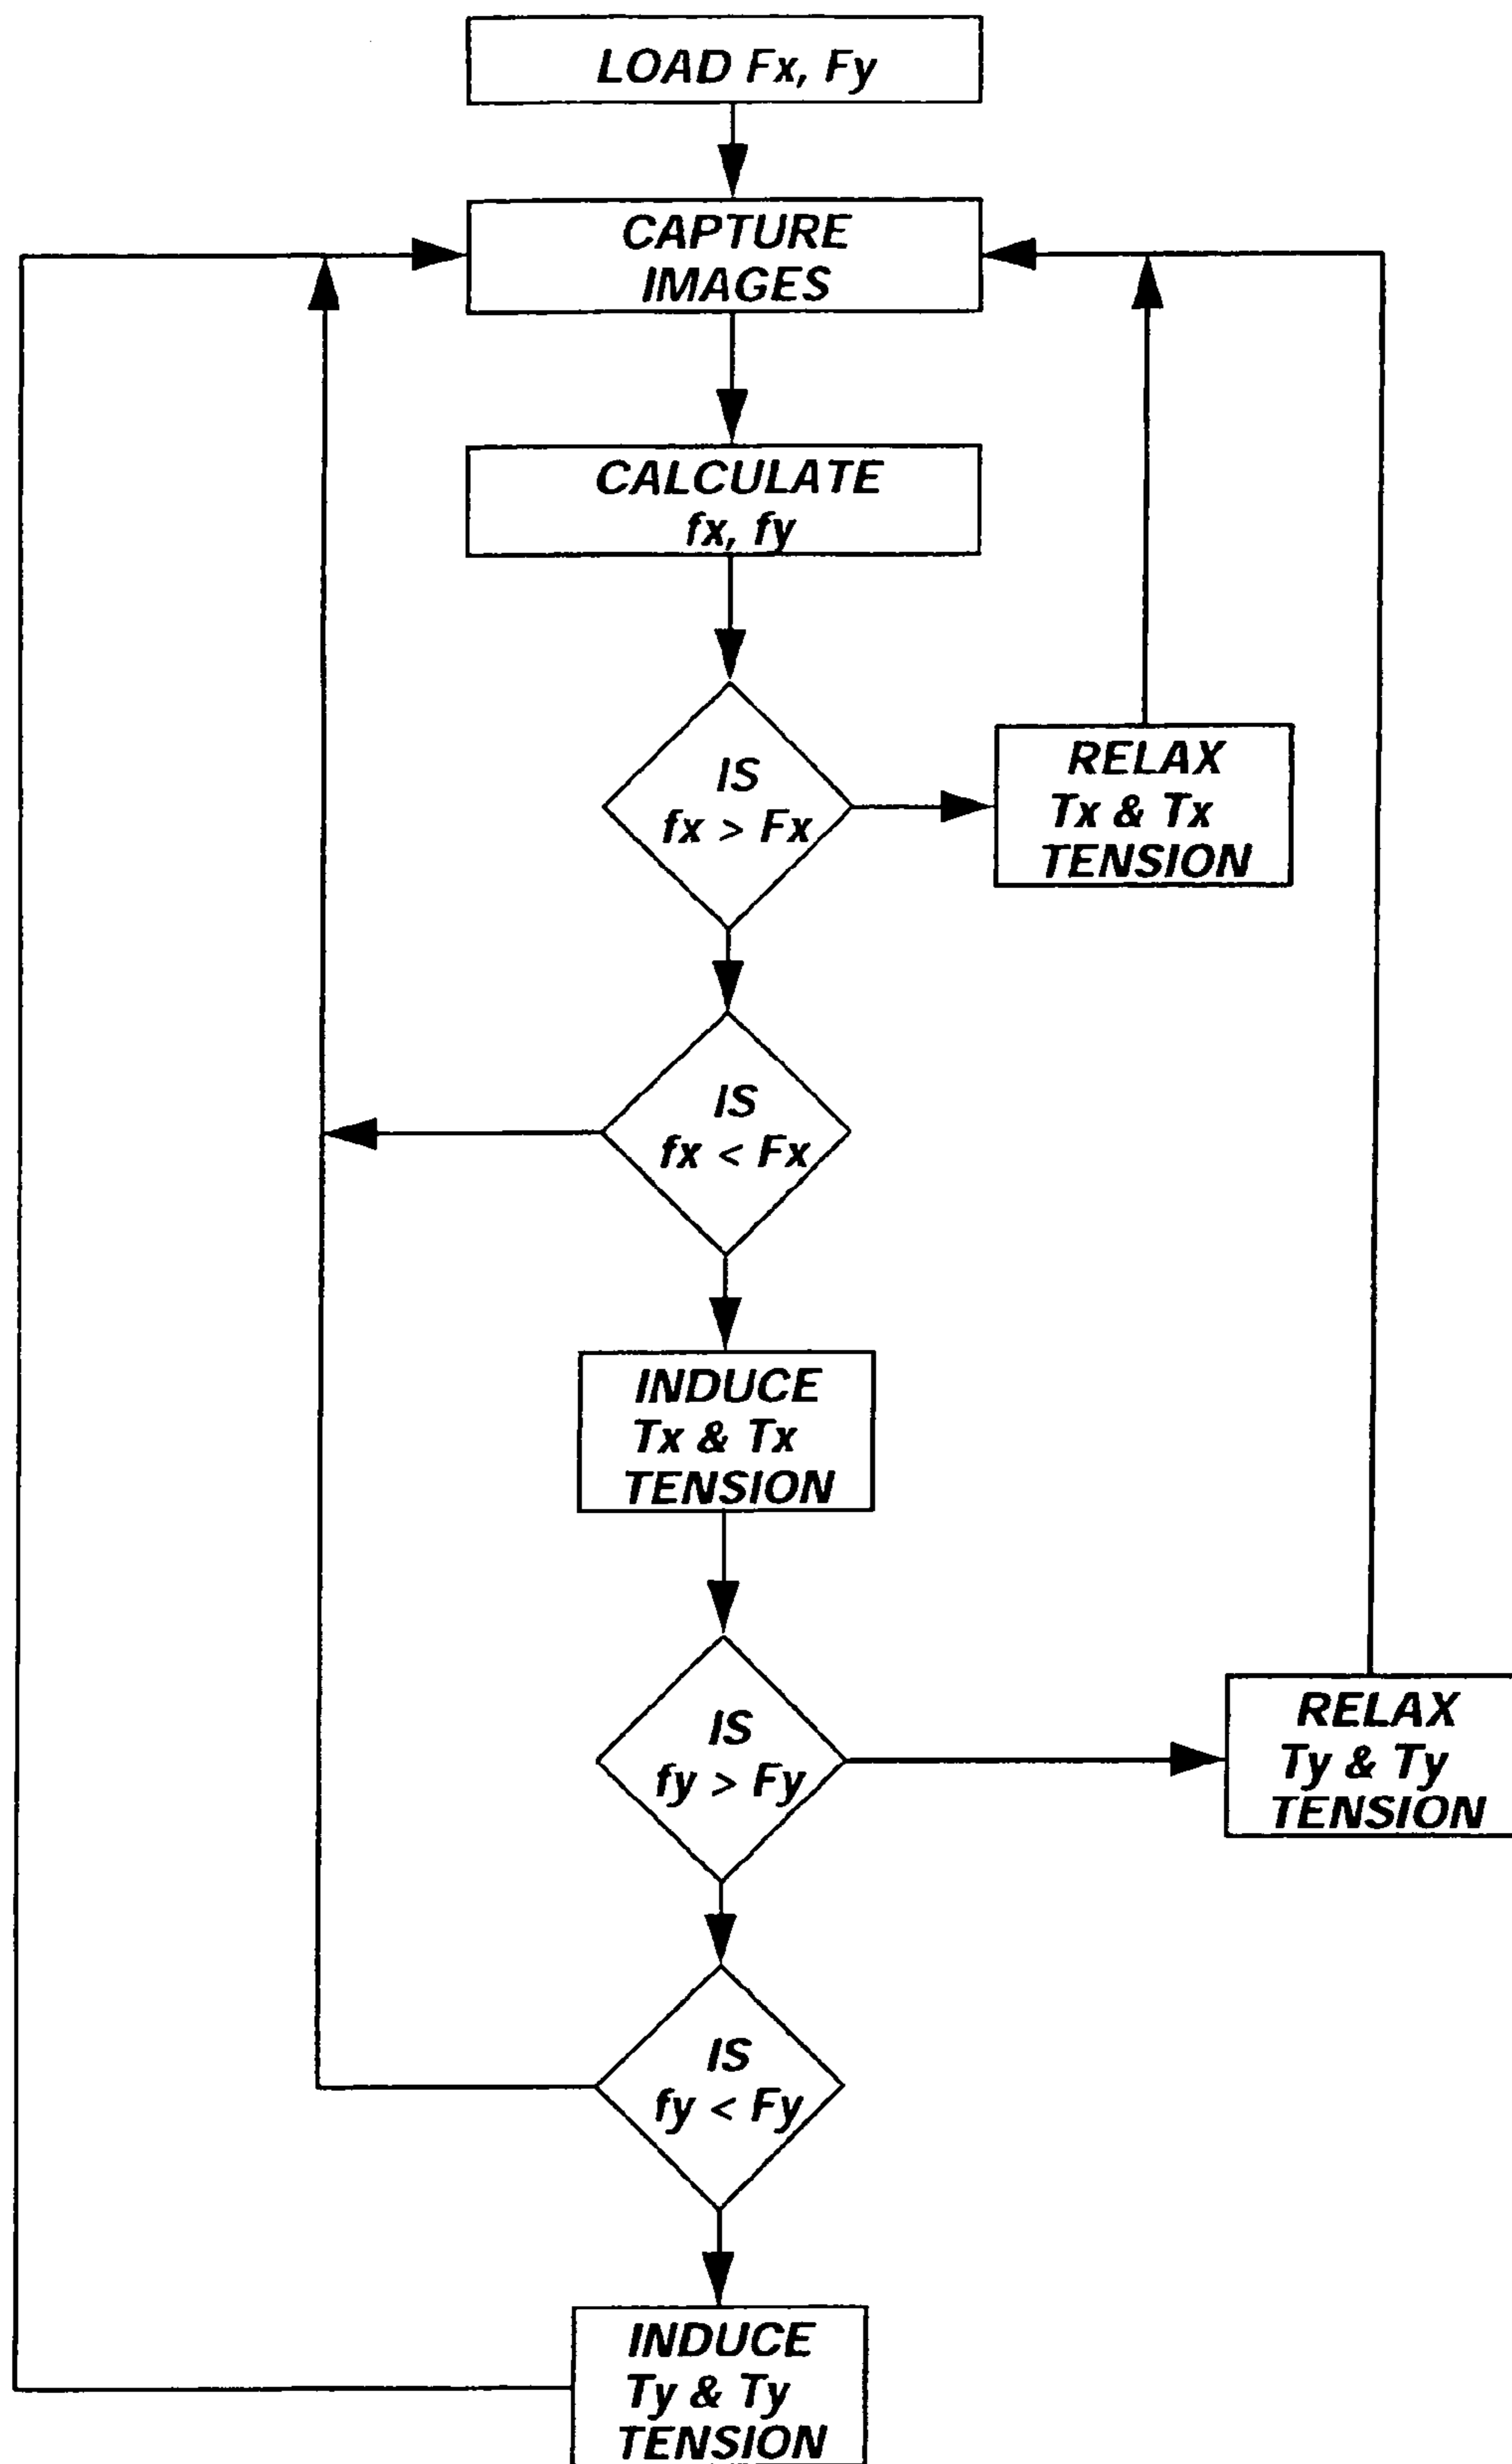 LOAD Fx, Fy
CAPTURE
IMAGES
CALCULATE
fx, fy
IS
fx > Fx
RELAX
Tx & Tx
TENSION
IS
fx < Fx
INDUCE
Tx & Tx
TENSION
IS
fy > Fy
RELAX
Ty & Ty
TENSION
IS
fy < Fy
INDUCE
Ty & Ty
TENSION